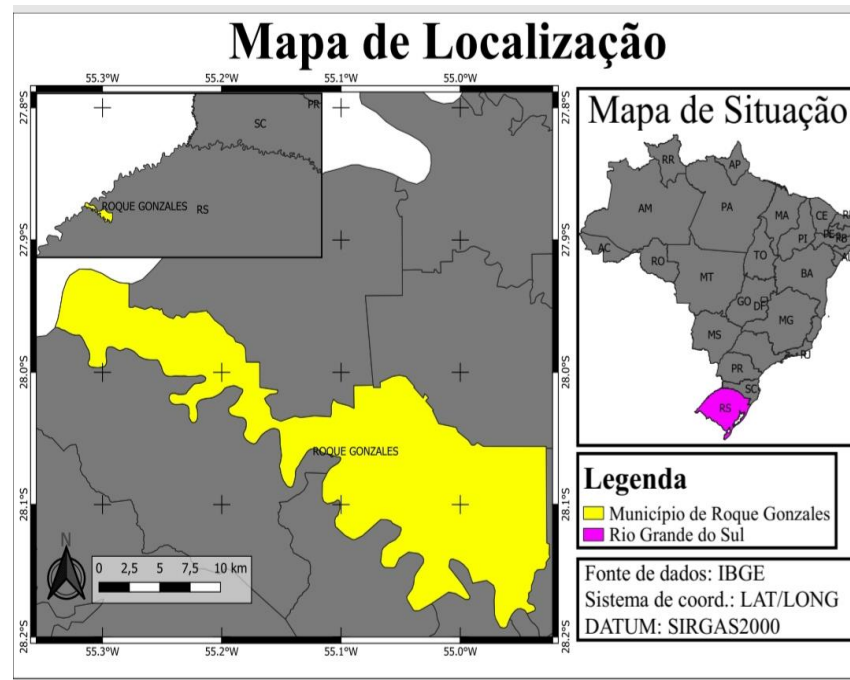 Mapa de Localização
55.3°W 55.2°W 55.1°W 55.0°W
27.8°S 27.9°S 28.0°S 28.1°S 28.2°S
PR
SC
ROQUE GONZALES RS
ROQUE GONZALES
N
0 2,5 5 7,5 10 km
55.3°W 55.2°W 55.1°W 55.0°W
27.8°S 27.9°S 28.0°S 28.1°S 28.2°S
Mapa de Situação
RR AP
AM PA MA CE
PI PE PB
AC RO TO
MT BA
GO DF
MG
MS
RJ
PR
SC
RS
Legenda
Município de Roque Gonzales
Rio Grande do Sul
Fonte de dados: IBGE
Sistema de coord.: LAT/LONG
DATUM: SIRGAS2000